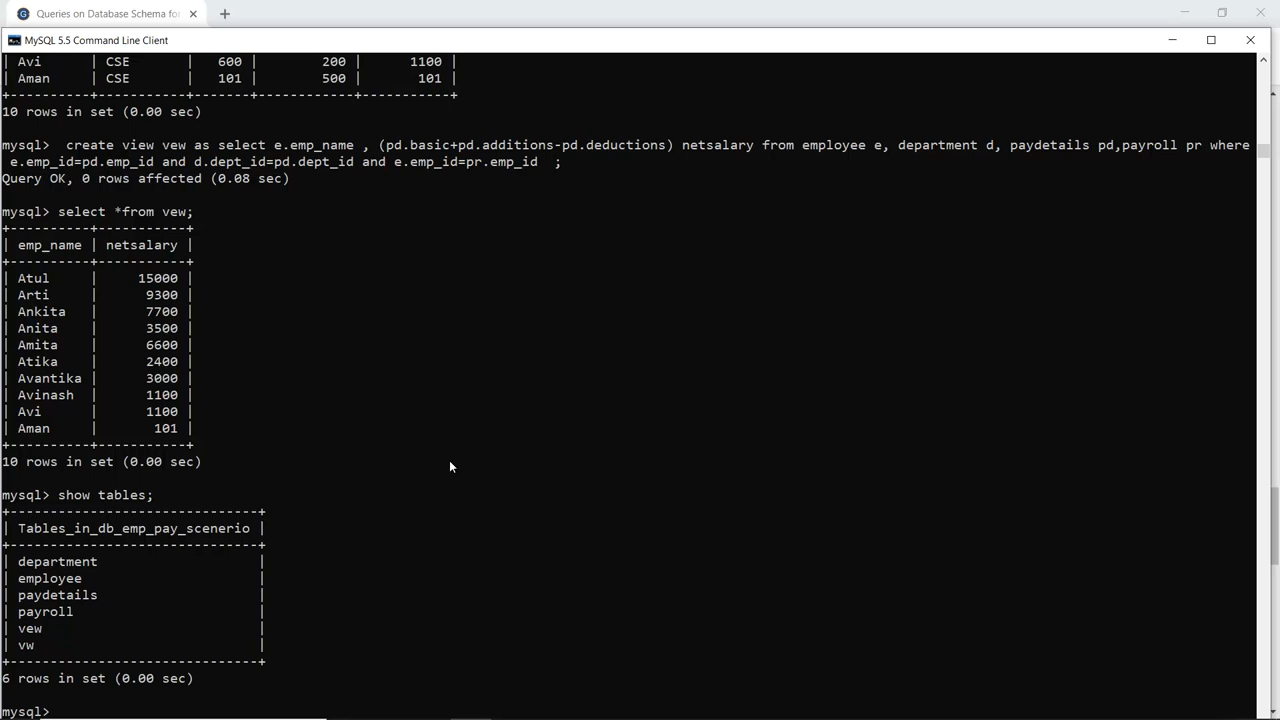 Queries on Database Schema for
MySQL 5.5 Command Line Client
| Avi      | CSE       |   600 |        200 |      1100 |
| Aman     | CSE       |   101 |        500 |       101 |
+----------+-----------+-------+------------+-----------+
10 rows in set (0.00 sec)
mysql>  create view vew as select e.emp_name , (pd.basic+pd.additions-pd.deductions) netsalary from employee e, department d, paydetails pd,payroll pr where
 e.emp_id=pd.emp_id and d.dept_id=pd.dept_id and e.emp_id=pr.emp_id  ;
Query OK, 0 rows affected (0.08 sec)
mysql> select *from vew;
+----------+-----------+
| emp_name | netsalary |
+----------+-----------+
| Atul     |     15000 |
| Arti     |      9300 |
| Ankita   |      7700 |
| Anita    |      3500 |
| Amita    |      6600 |
| Atika    |      2400 |
| Avantika |      3000 |
| Avinash  |      1100 |
| Avi      |      1100 |
| Aman     |       101 |
+----------+-----------+
10 rows in set (0.00 sec)
mysql> show tables;
+-------------------------------+
| Tables_in_db_emp_pay_scenerio |
+-------------------------------+
| department                    |
| employee                      |
| paydetails                    |
| payroll                       |
| vew                           |
| vw                            |
+-------------------------------+
6 rows in set (0.00 sec)
mysql>